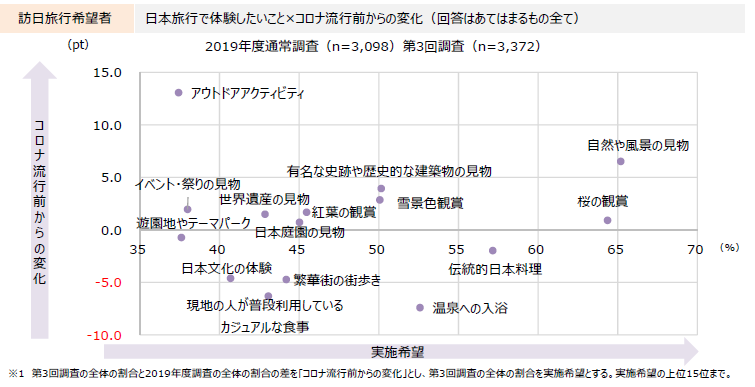 訪日旅行希望者
日本旅行で体験したいこと×コロナ流行前からの変化（回答はあてはまるもの全て）
(pt)
2019年度通常調査（n=3,098）第3回調査（n=3,372）
コロナ流行前からの変化
15.0
アウトドアアクティビティ
10.0
自然や風景の見物
5.0
有名な史跡や歴史的な建築物の見物
イベント・祭りの見物
世界遺産の見物
紅葉の観賞
雪景色観賞
桜の観賞
遊園地やテーマパーク
日本庭園の見物
0.0
35 40 45 50 55 60 65 70 (%)
日本文化の体験
繁華街の街歩き
伝統的日本料理
-5.0
現地の人が普段利用している
カジュアルな食事
温泉への入浴
-10.0
実施希望
※1 第3回調査の全体の割合と2019年度調査の全体の割合の差を「コロナ流行前からの変化」とし、第3回調査の全体の割合を実施希望とする。実施希望の上位15位まで。